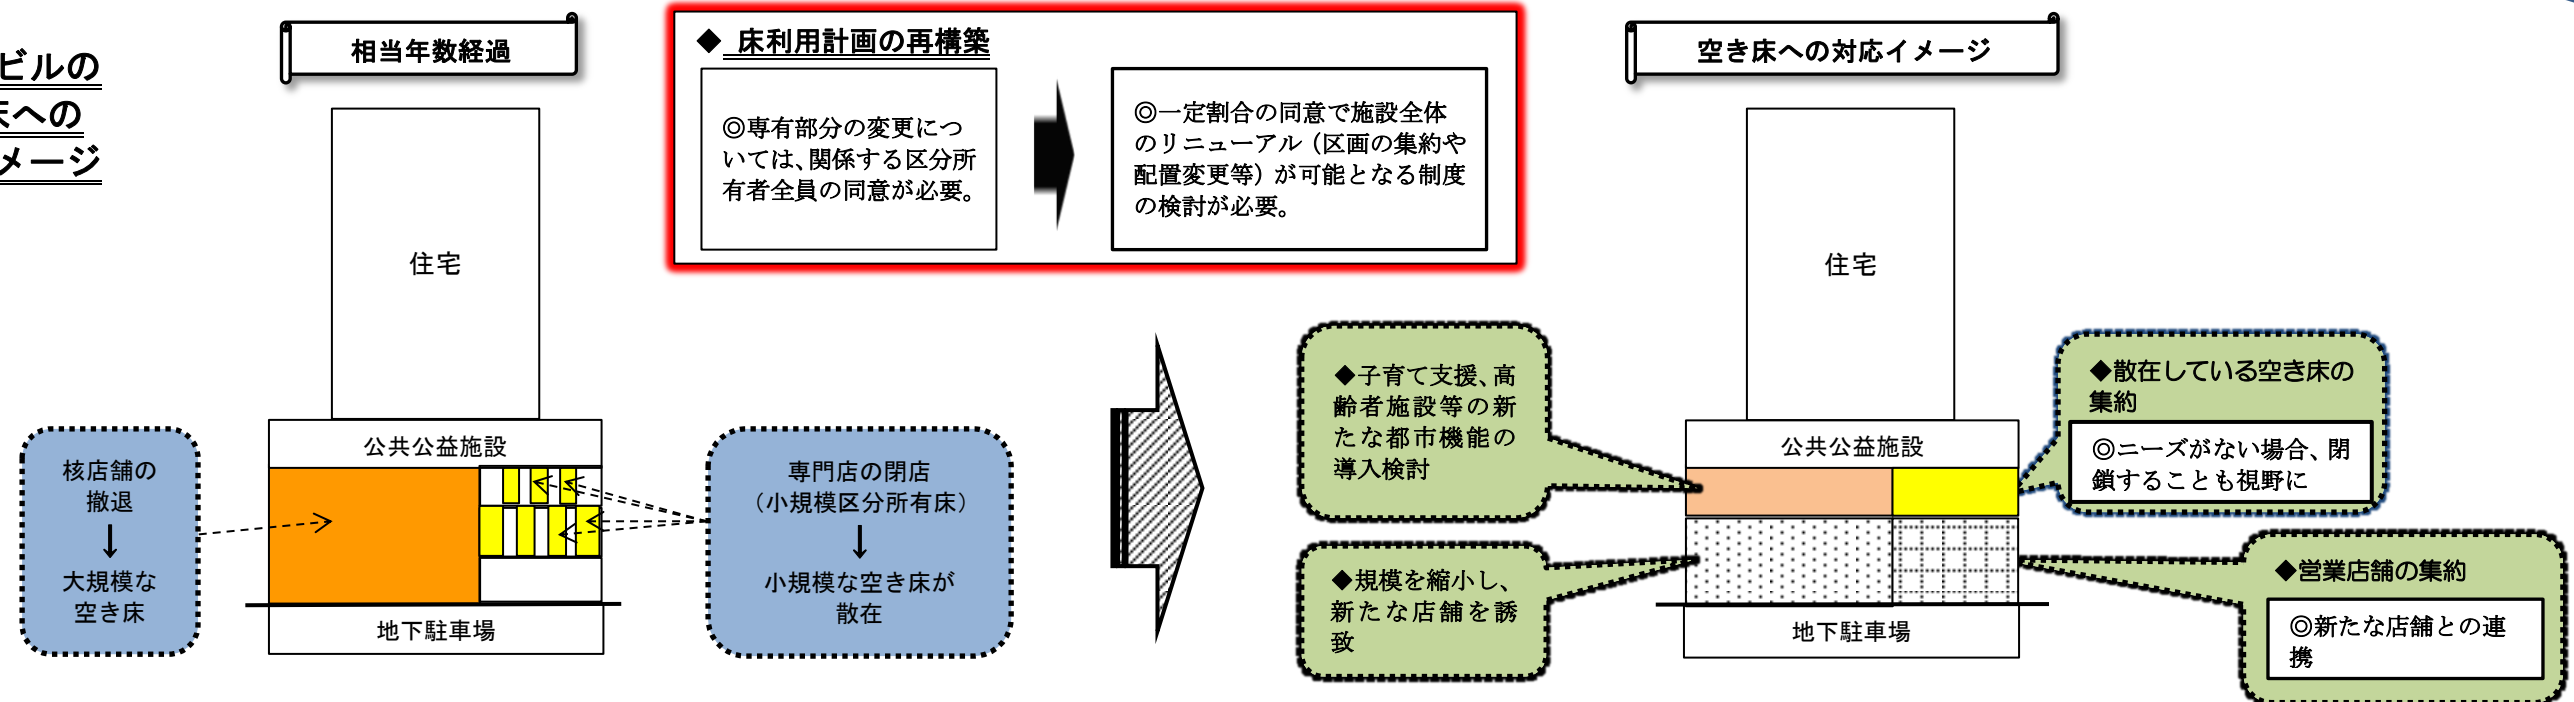 ビルの
への
メージ
相当年数経過
住宅
公共公益施設
地下駐車場
核店舗の
撤退
↓
大規模な
空き床
専門店の閉店
（小規模区分所有床）
↓
小規模な空き床が
散在
◆ 床利用計画の再構築
◎専有部分の変更につ
いては、関係する区分所
有者全員の同意が必要。
◎一定割合の同意で施設全体
のリニューアル（区画の集約や
配置変更等）が可能となる制度
の検討が必要。
空き床への対応イメージ
住宅
公共公益施設
地下駐車場
◆子育て支援、高
齢者施設等の新
たな都市機能の
導入検討
◆規模を縮小し、
新たな店舗を誘
致
◆散在している空き床の
集約
◎ニーズがない場合、閉
鎖することも視野に
◆営業店舗の集約
◎新たな店舗との連
携